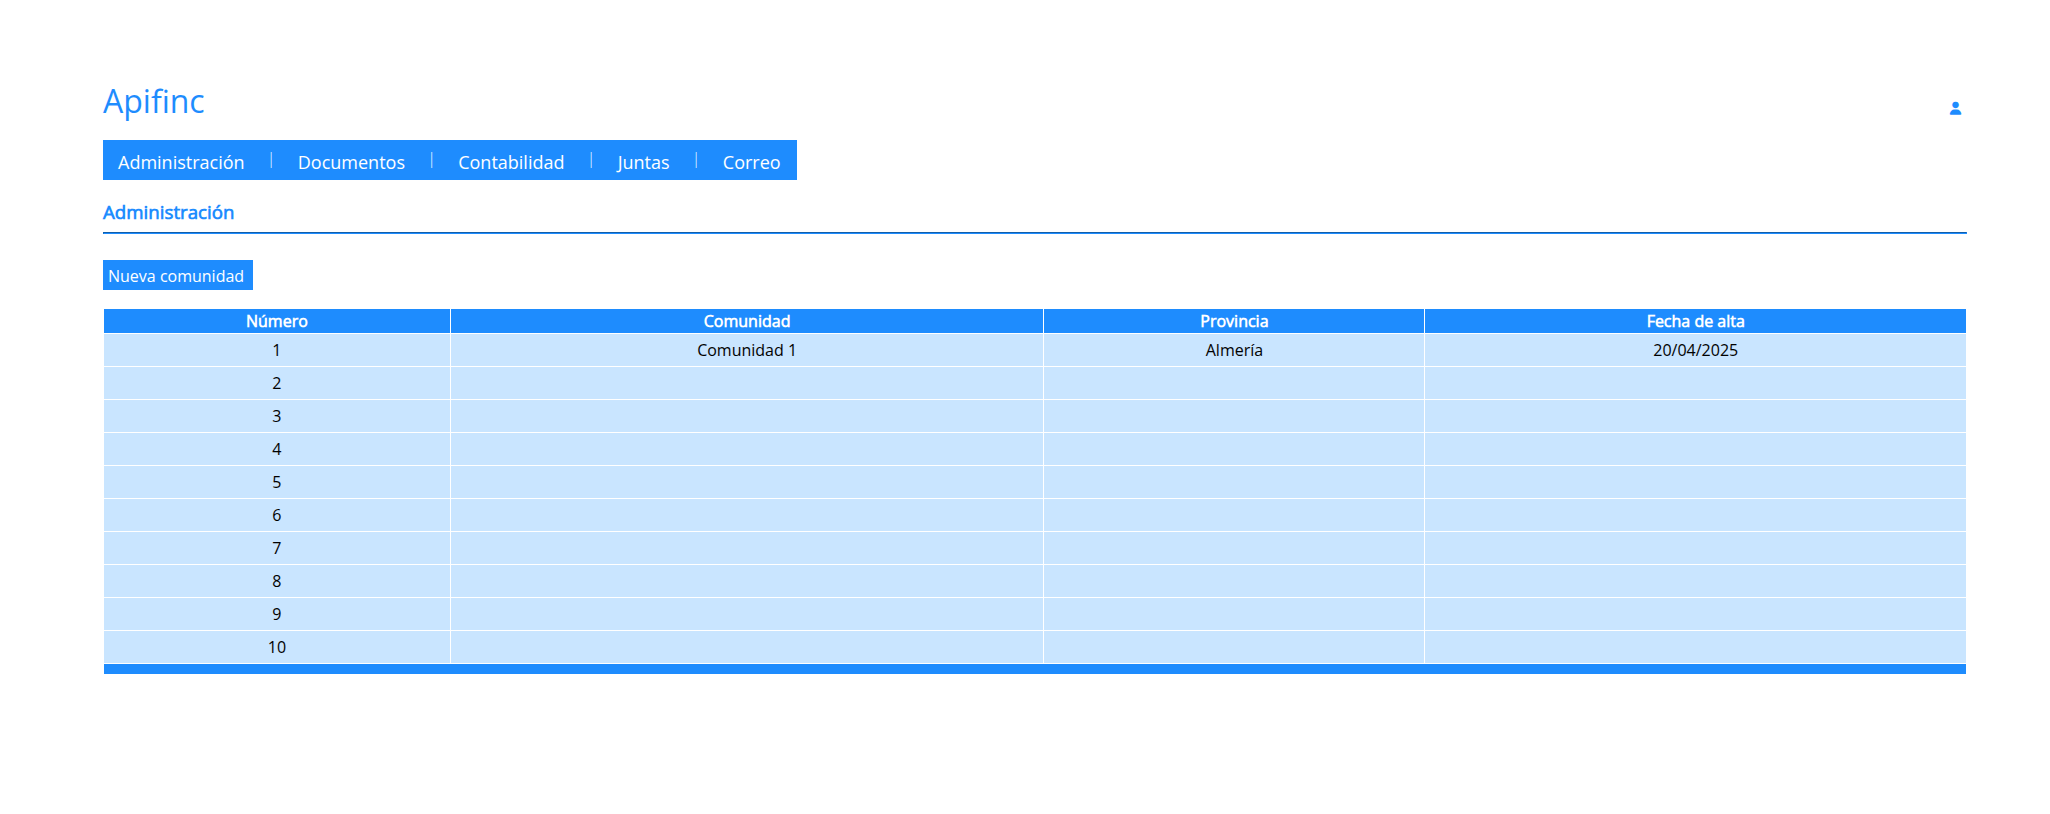 Apifinc
Administración | Documentos | Contabilidad | Juntas | Correo
Administración
Nueva comunidad
Número Comunidad Provincia Fecha de alta
1 Comunidad 1 Almería 20/04/2025
2
3
4
5
6
7
8
9
10